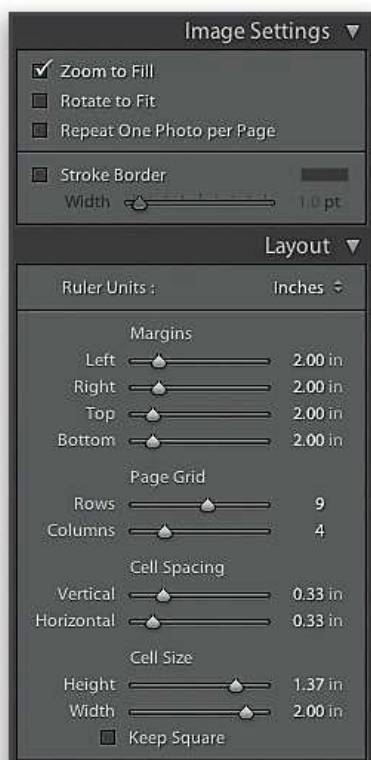 Image Settings
Zoom to Fill
Rotate to Fit
Repeat One Photo per Page
Stroke Border
Width 1.0 pt
Layout
Ruler Units : Inches
Margins
Left 2.00 in
Right 2.00 in
Top 2.00 in
Bottom 2.00 in
Page Grid
Rows 9
Columns 4
Cell Spacing
Vertical 0.33 in
Horizontal 0.33 in
Cell Size
Height 1.37 in
Width 2.00 in
Keep Square